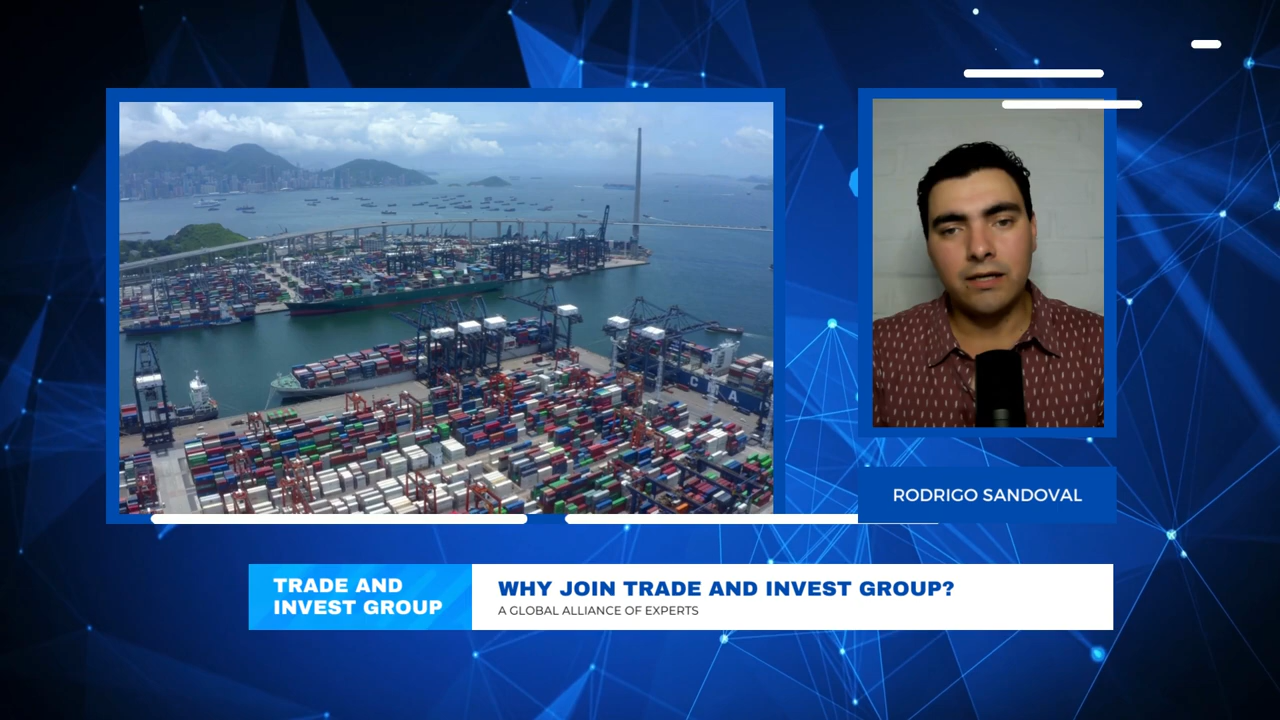 RODRIGO SANDOVAL
TRADE AND
INVEST GROUP
WHY JOIN TRADE AND INVEST GROUP?
A GLOBAL ALLIANCE OF EXPERTS